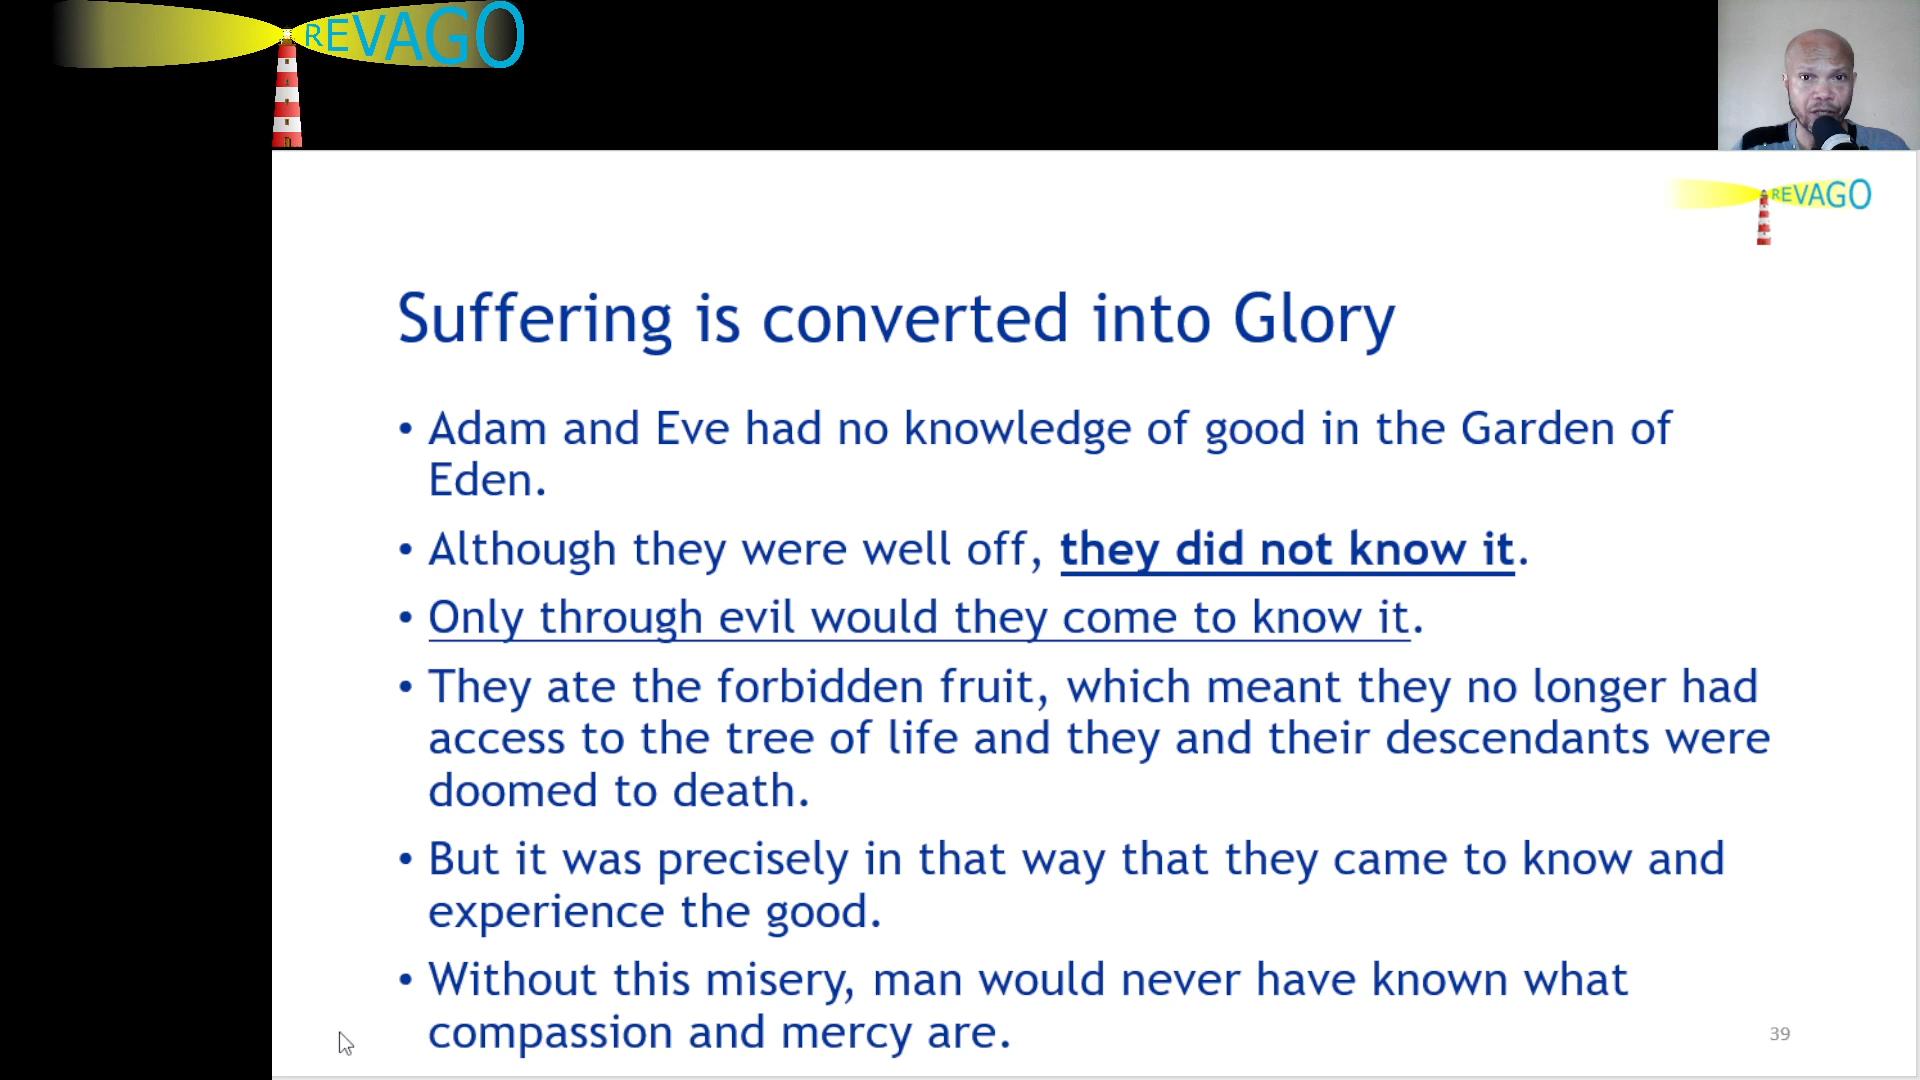 REVAGO
REVAGO
Suffering is converted into Glory
• Adam and Eve had no knowledge of good in the Garden of
Eden.
• Although they were well off, they did not know it.
• Only through evil would they come to know it.
• They ate the forbidden fruit, which meant they no longer had
access to the tree of life and they and their descendants were
doomed to death.
• But it was precisely in that way that they came to know and
experience the good.
• Without this misery, man would never have known what
compassion and mercy are.
39